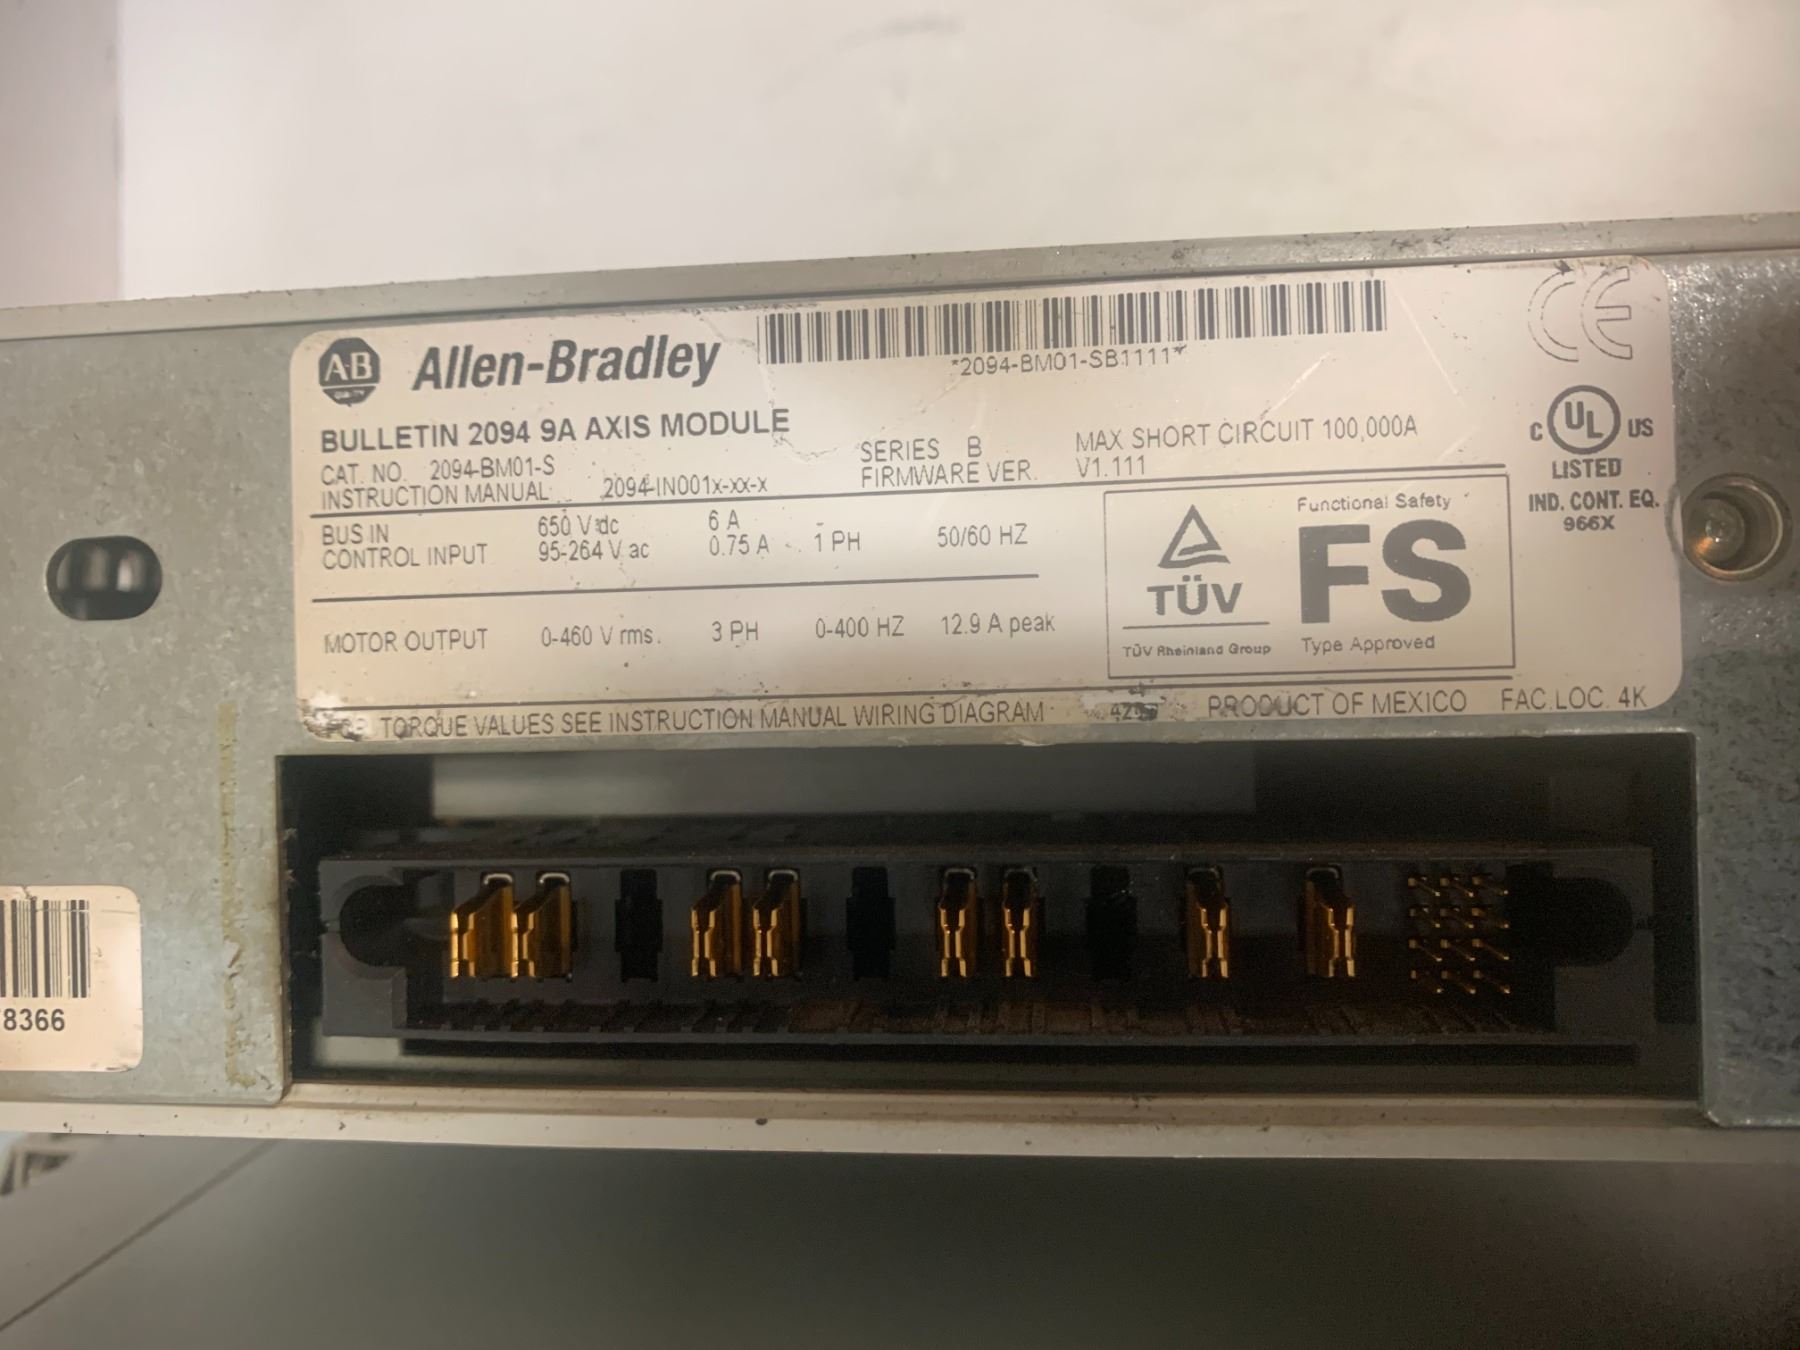 A-B
QUALITY
Allen-Bradley
*2094-BM01-SB1111*
CE
BULLETIN 2094 9A AXIS MODULE
CAT. NO. 2094-BM01-S
SERIES B
MAX SHORT CIRCUIT 100,000A
INSTRUCTION MANUAL: 2094-IN001x-xx-x
FIRMWARE VER. V1.111
C UL US
LISTED
IND. CONT. EQ.
966X
BUS IN 650 V dc 6 A
CONTROL INPUT 95-264 V ac 0.75 A 1 PH 50/60 HZ
MOTOR OUTPUT 0-460 V rms. 3 PH 0-400 HZ 12.9 A peak
TÜV
TÜV Rheinland Group
Functional Safety
FS
Type Approved
FOR TORQUE VALUES SEE INSTRUCTION MANUAL WIRING DIAGRAM
PRODUCT OF MEXICO FAC.LOC. 4K
8366